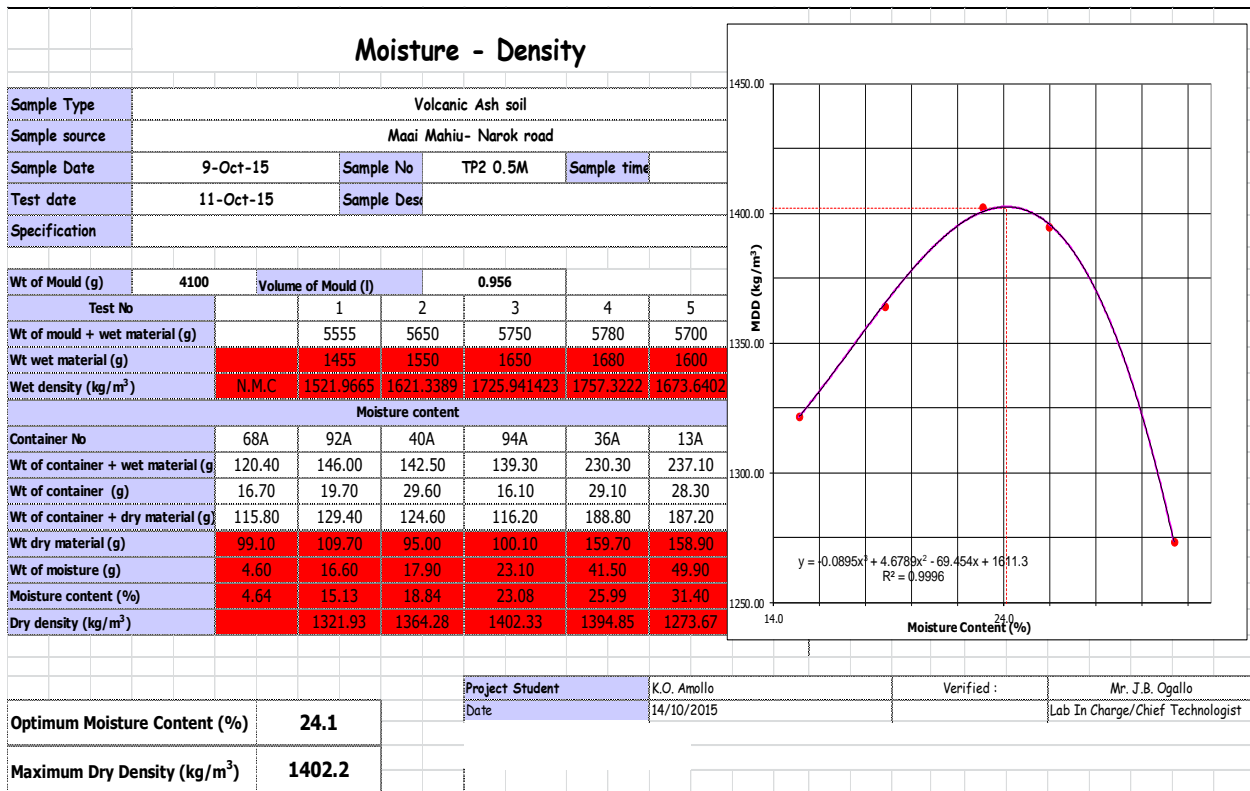 Moisture - Density
Sample Type Volcanic Ash soil
Sample source Maai Mahiu- Narok road
Sample Date 9-Oct-15 Sample No TP2 0.5M Sample time
Test date 11-Oct-15 Sample Desc
Specification
Wt of Mould (g) 4100 Volume of Mould (l) 0.956
Test No 1 2 3 4 5
Wt of mould + wet material (g) 5555 5650 5750 5780 5700
Wt wet material (g) 1455 1550 1650 1680 1600
Wet density (kg/m³) N.M.C 1521.9665 1621.3389 1725.941423 1757.3222 1673.6402
Moisture content
Container No 68A 92A 40A 94A 36A 13A
Wt of container + wet material (g 120.40 146.00 142.50 139.30 230.30 237.10
Wt of container (g) 16.70 19.70 29.60 16.10 29.10 28.30
Wt of container + dry material (g) 115.80 129.40 124.60 116.20 188.80 187.20
Wt dry material (g) 99.10 109.70 95.00 100.10 159.70 158.90
Wt of moisture (g) 4.60 16.60 17.90 23.10 41.50 49.90
Moisture content (%) 4.64 15.13 18.84 23.08 25.99 31.40
Dry density (kg/m³) 1321.93 1364.28 1402.33 1394.85 1273.67
1450.00
1400.00
1350.00
1300.00
1250.00
MDD (kg/m³)
y = -0.0895x³ + 4.6789x² - 69.454x + 1611.3
R² = 0.9996
14.0 24.0
Moisture Content (%)
Project Student K.O. Amollo Verified : Mr. J.B. Ogallo
Date 14/10/2015 Lab In Charge/Chief Technologist
Optimum Moisture Content (%) 24.1
Maximum Dry Density (kg/m³) 1402.2